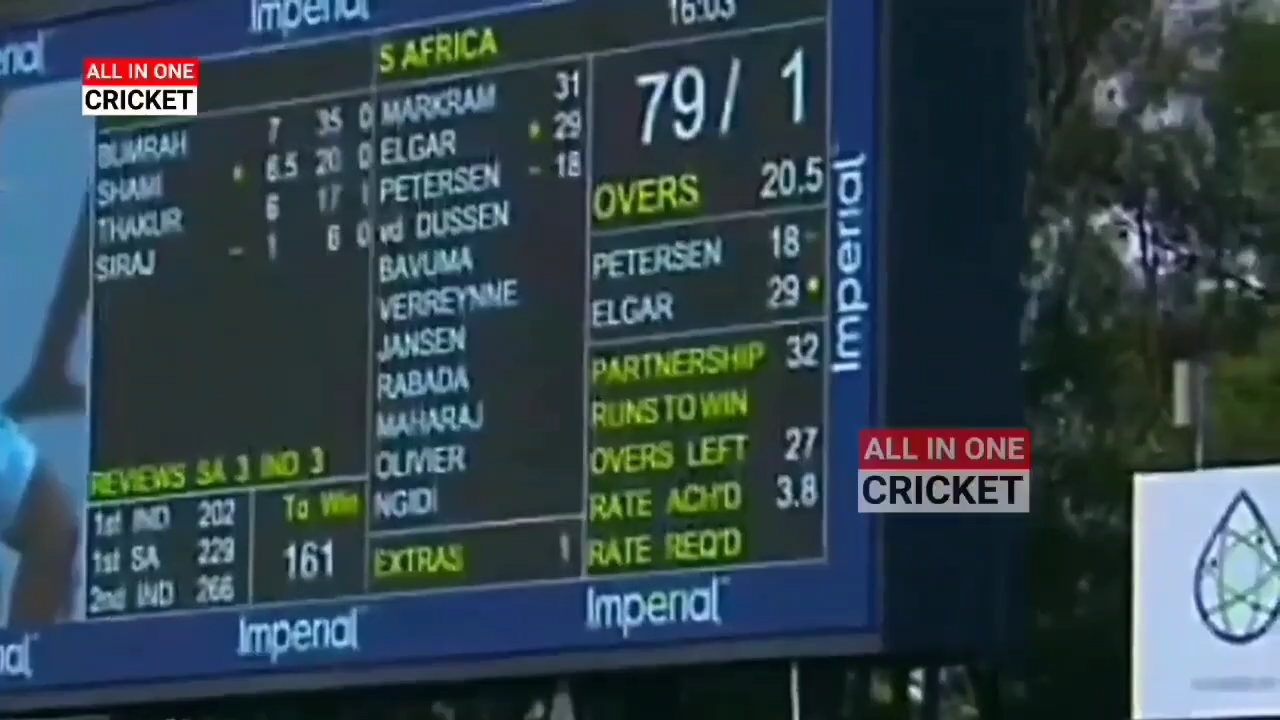 Imperial
16:03
ALL IN ONE
CRICKET
S AFRICA
79/ 1
BUMRAH 7 35 0
SHAMI 6.5 20 0
THAKUR 6 17 1
SIRAJ - 1 6 0
MARKRAM 31
ELGAR 29
PETERSEN - 18
vd DUSSEN
BAVUMA
VERREYNNE
JANSEN
RABADA
MAHARAJ
OLIVIER
NGIDI
EXTRAS 1
OVERS 20.5
PETERSEN 18 -
ELGAR 29
PARTNERSHIP 32
RUNS TO WIN
OVERS LEFT 27
RATE ACH'D 3.8
RATE REQ'D
REVIEWS SA 3 IND 3
1st IND 202
1st SA 229
2nd IND 266
To Win
161
Imperial
ALL IN ONE
CRICKET
Imperial
Imperial